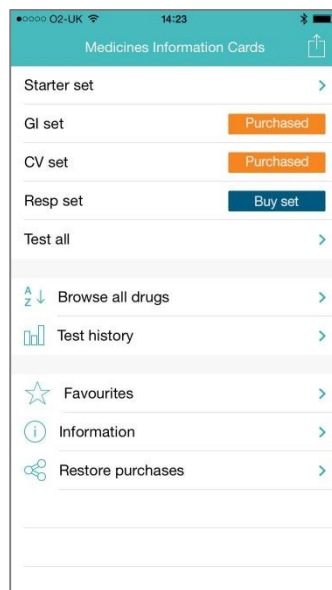 O2-UK 14:23
Medicines Information Cards
Starter set
GI set Purchased
CV set Purchased
Resp set Buy set
Test all
A
Z Browse all drugs
Test history
Favourites
i Information
Restore purchases